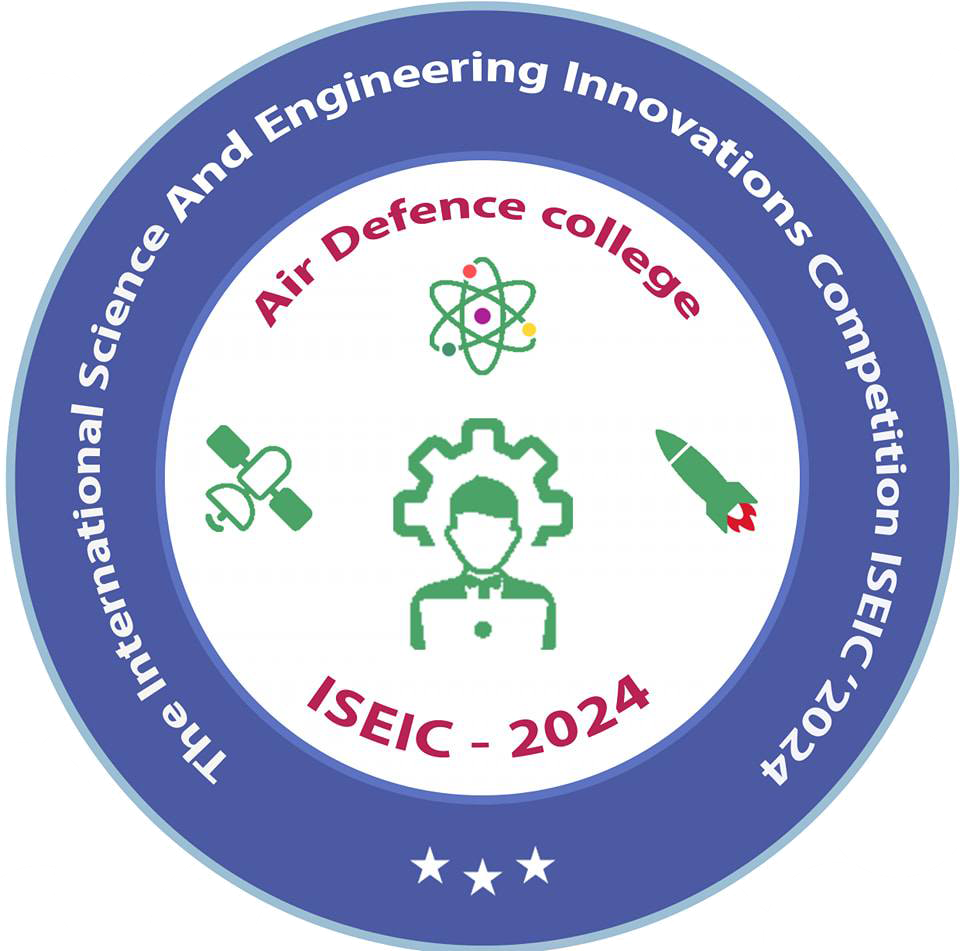 The International Science And Engineering Innovations Competition ISEIC'2024
Air Defence college
ISEIC - 2024